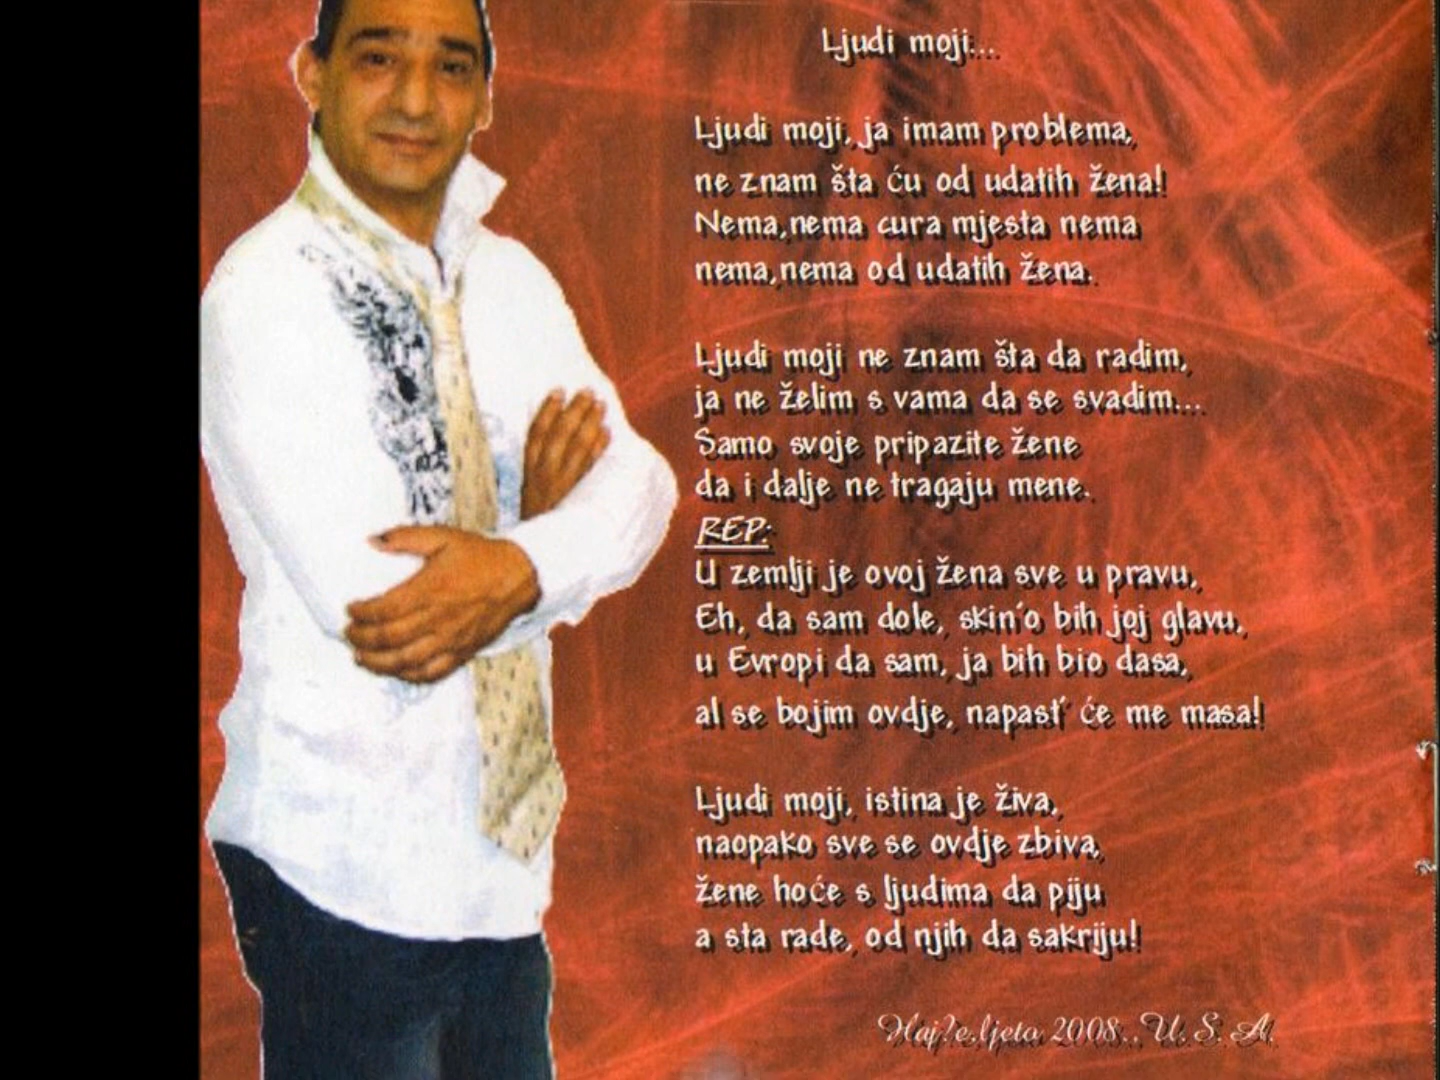 Ljudi moji...
Ljudi moji, ja imam problema,
ne znam šta ću od udatih žena!
Nema,nema cura mjesta nema
nema,nema od udatih žena.
Ljudi moji ne znam šta da radim,
ja ne želim s vama da se svadim...
Samo svoje pripazite žene
da i dalje ne tragaju mene.
REP:
U zemlji je ovoj žena sve u pravu,
Eh, da sam dole, skin´o bih joj glavu,
u Evropi da sam, ja bih bio dasa,
al se bojim ovdje, napast´ će me masa!
Ljudi moji, istina je živa,
naopako sve se ovdje zbiva,
žene hoće s ljudima da piju
a sta rade, od njih da sakriju!
Haj?e,ljeto 2008., U. S. A.